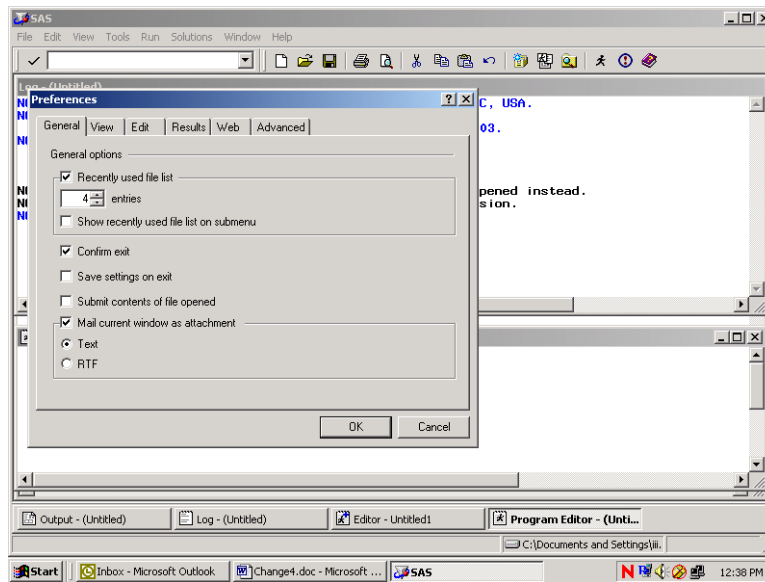 SAS
File Edit View Tools Run Solutions Window Help
Log - (Untitled)
Preferences
C, USA.
General View Edit Results Web Advanced
03.
General options
Recently used file list
4 entries
pened instead.
sion.
Show recently used file list on submenu
Confirm exit
Save settings on exit
Submit contents of file opened
Mail current window as attachment
Text
RTF
OK Cancel
Output - (Untitled) Log - (Untitled) Editor - Untitled1 Program Editor - (Unti...
C:\Documents and Settings\
Start Inbox - Microsoft Outlook Change4.doc - Microsoft ... SAS 12:38 PM